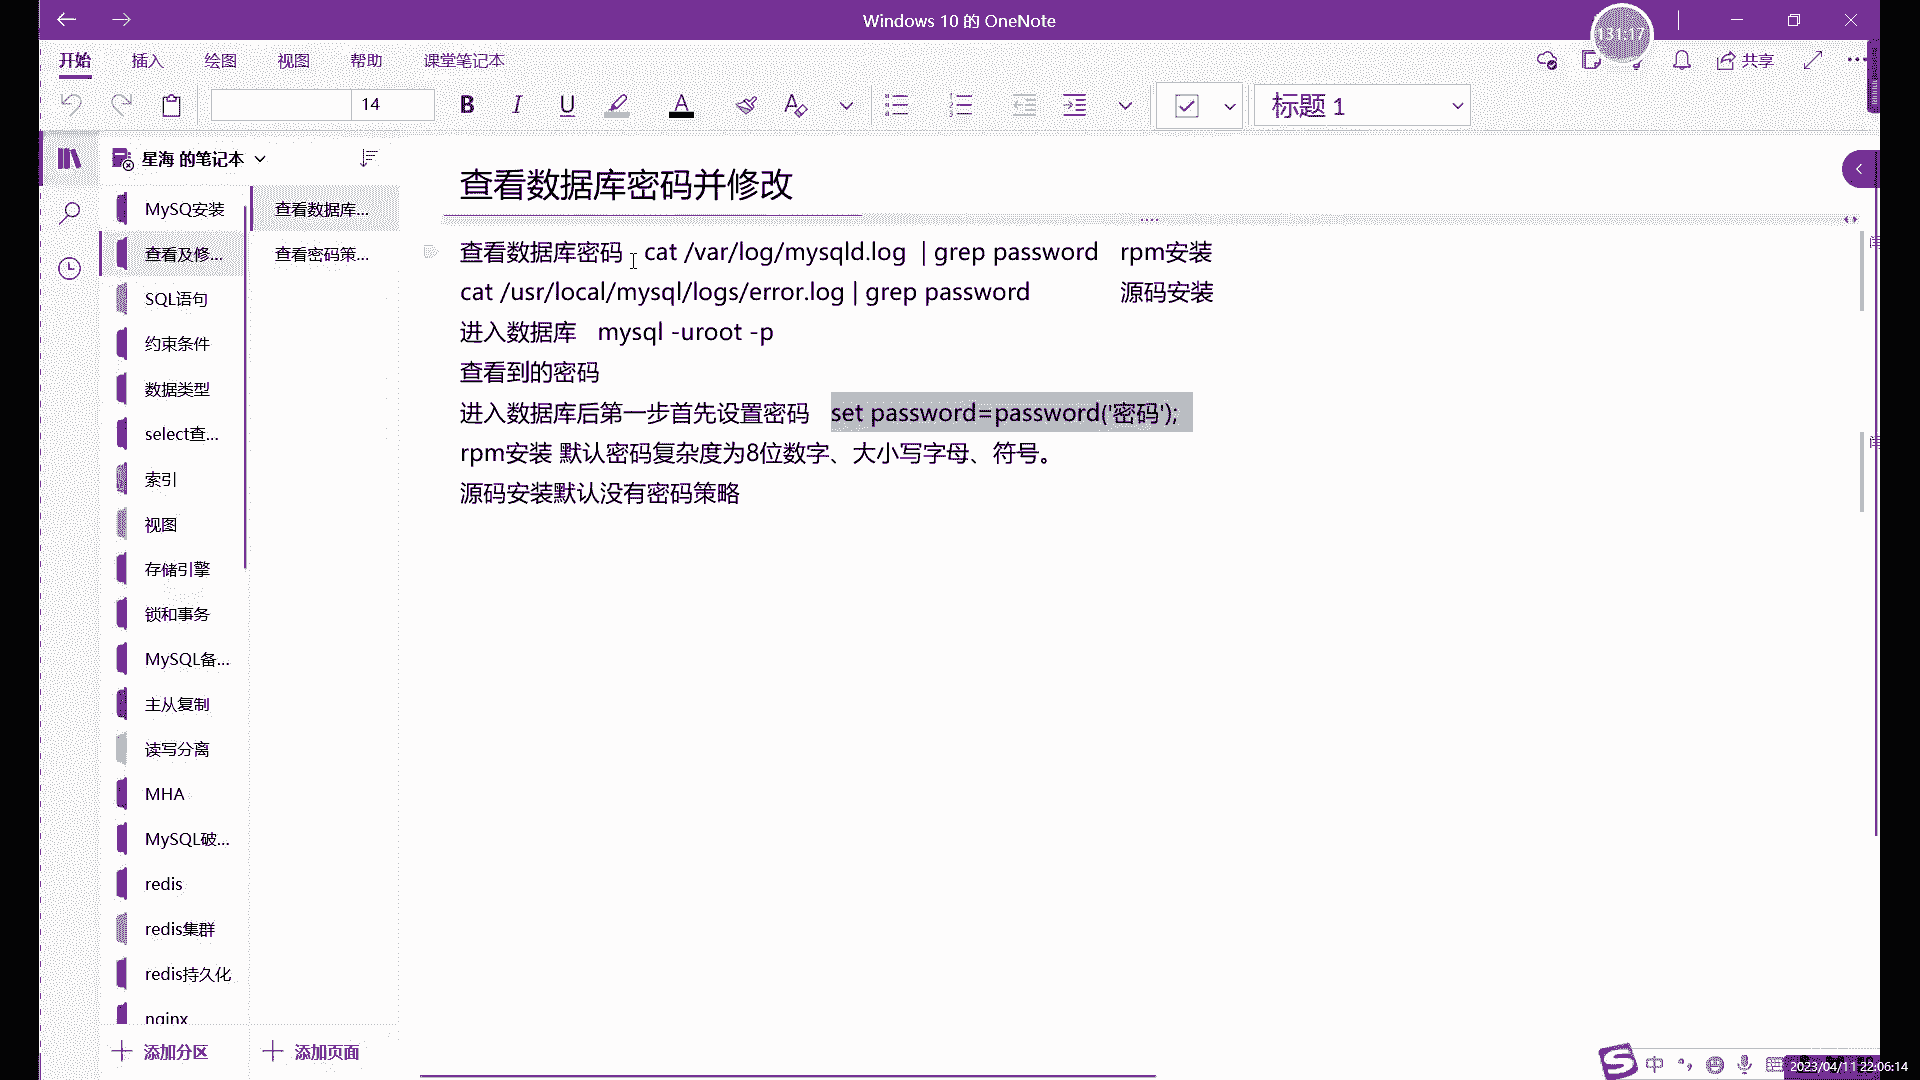 Windows 10 的 OneNote
131:17
开始 插入 绘图 视图 帮助 课堂笔记本
共享
14 B I U A 标题 1
星海 的笔记本
MySQ安装
查看及修...
SQL语句
约束条件
数据类型
select查...
索引
视图
存储引擎
锁和事务
MySQL备...
主从复制
读写分离
MHA
MySQL破...
redis
redis集群
redis持久化
nginx
添加分区
查看数据库...
查看密码策...
添加页面
查看数据库密码并修改
查看数据库密码 cat /var/log/mysqld.log | grep password rpm安装
cat /usr/local/mysql/logs/error.log | grep password 源码安装
进入数据库 mysql -uroot -p
查看到的密码
进入数据库后第一步首先设置密码 set password=password('密码');
rpm安装 默认密码复杂度为8位数字、大小写字母、符号。
源码安装默认没有密码策略
中
2023/04/11 22:06:14